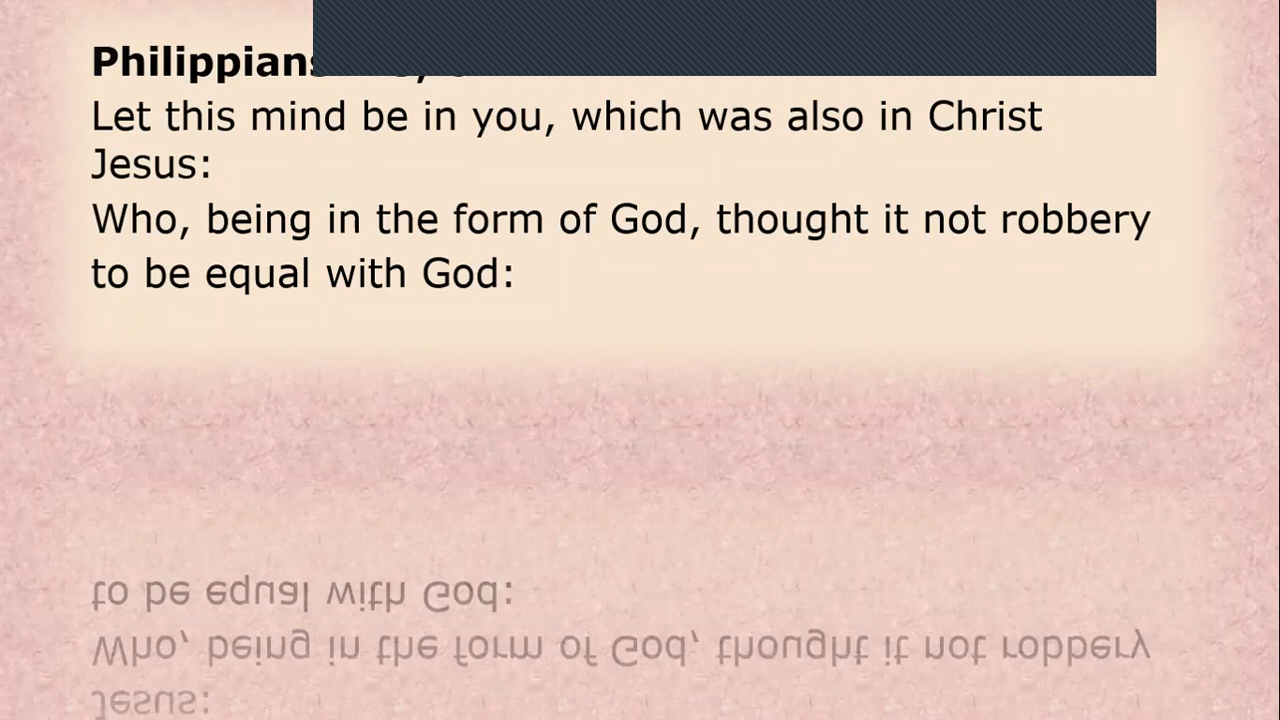 Philippians
Let this mind be in you, which was also in Christ
Jesus:
Who, being in the form of God, thought it not robbery
to be equal with God:
to be equal with God:
Who, being in the form of God, thought it not robbery
Jesus: